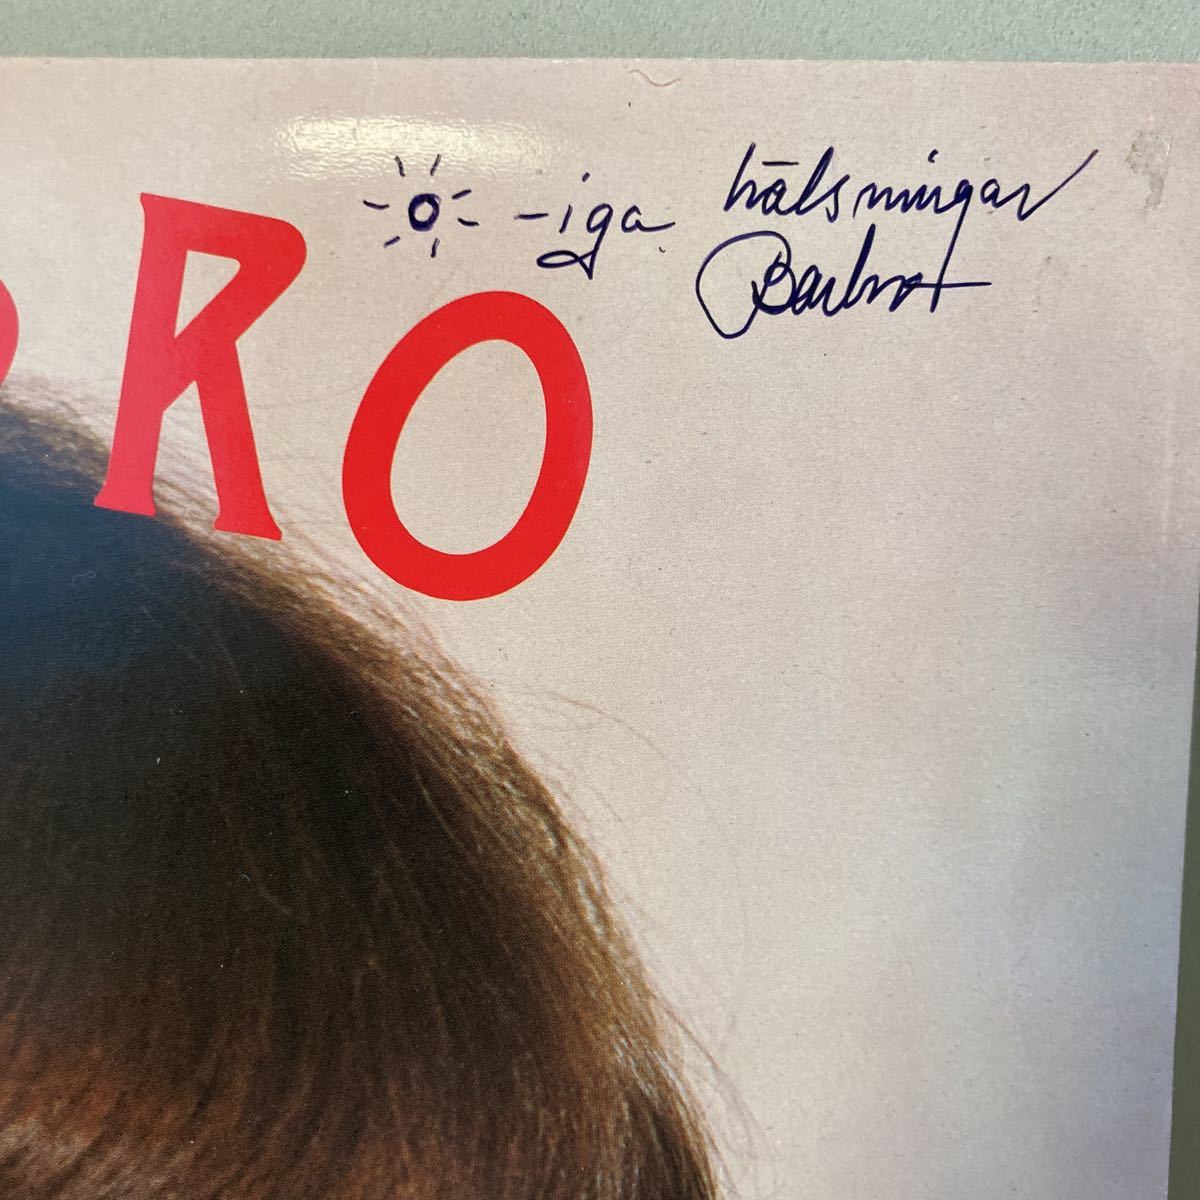 ☀-iga hälsningar
Barbro
RO